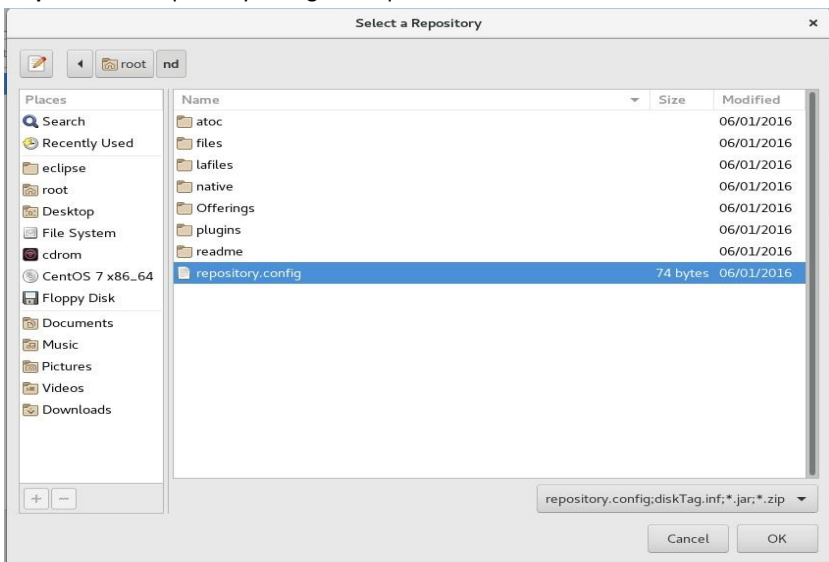 Select a Repository
root nd
Places
Name Size Modified
Search
atoc 06/01/2016
Recently Used
files 06/01/2016
eclipse
lafiles 06/01/2016
root
native 06/01/2016
Desktop
Offerings 06/01/2016
File System
plugins 06/01/2016
cdrom
readme 06/01/2016
CentOS 7 x86_64
repository.config 74 bytes 06/01/2016
Floppy Disk
Documents
Music
Pictures
Videos
Downloads
repository.config;diskTag.inf;*.jar;*.zip
Cancel OK